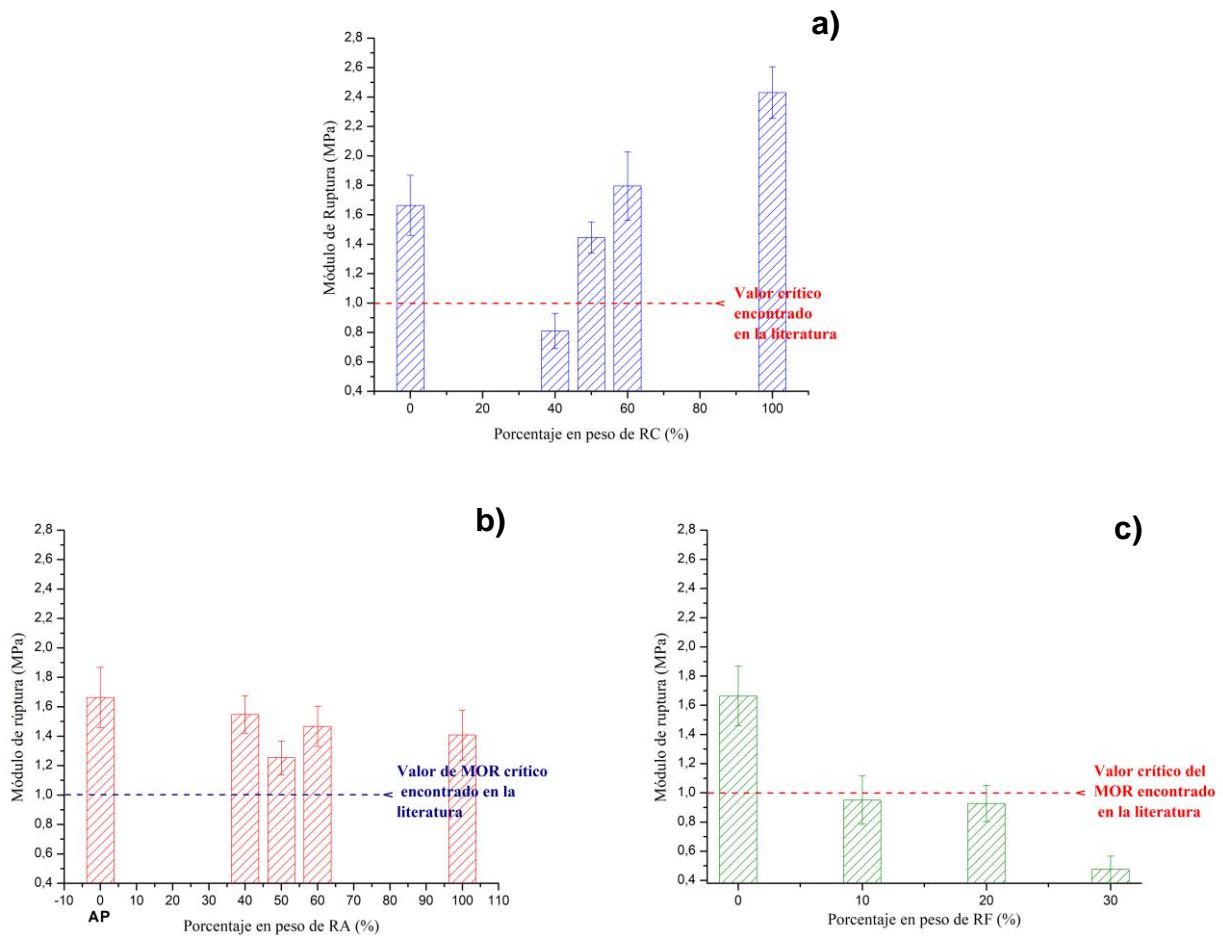 a)
2,8
2,6
2,4
2,2
2,0
1,8
1,6
1,4
1,2
1,0
0,8
0,6
0,4
Módulo de Ruptura (MPa)
Valor crítico
encontrado
en la literatura
0 20 40 60 80 100
Porcentaje en peso de RC (%)
b)
2,8
2,6
2,4
2,2
2,0
1,8
1,6
1,4
1,2
1,0
0,8
0,6
0,4
Módulo de rúptura (MPa)
Valor de MOR crítico
encontrado en la
literatura
-10 0 10 20 30 40 50 60 70 80 90 100 110
AP
Porcentaje en peso de RA (%)
c)
2,8
2,6
2,4
2,2
2,0
1,8
1,6
1,4
1,2
1,0
0,8
0,6
0,4
Módulo de ruptura (MPa)
Valor crítico del
MOR encontrado
en la literatura
0 10 20 30
Porcentaje en peso de RF (%)